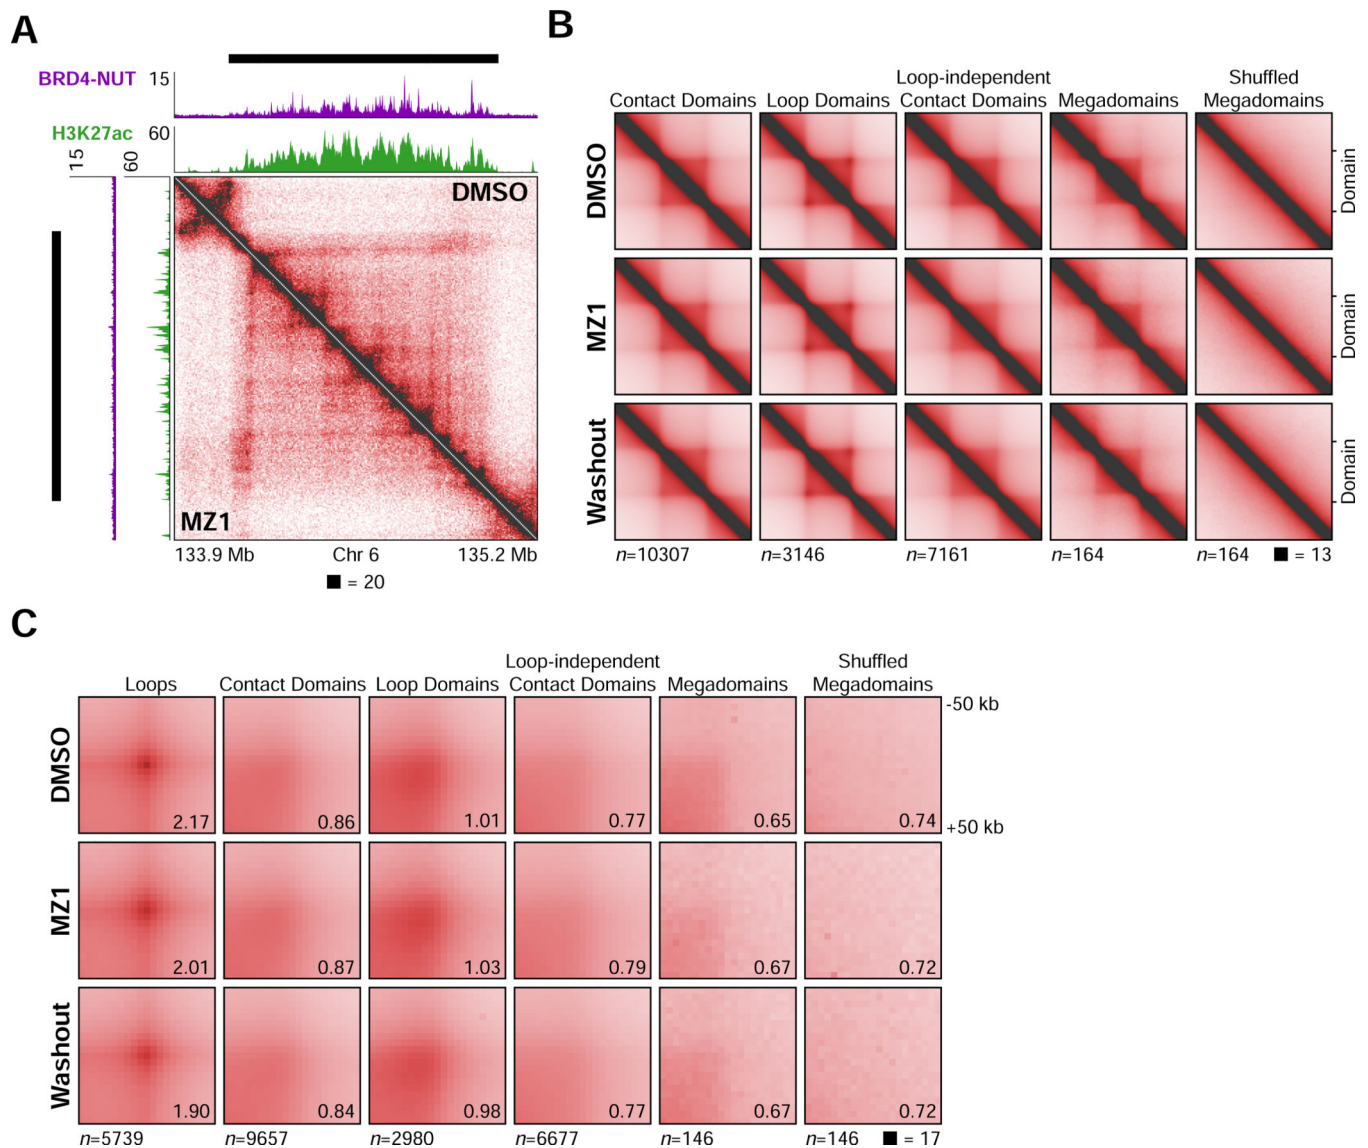 A
BRD4-NUT 15
H3K27ac 60
15 60
DMSO
MZ1
133.9 Mb Chr 6 135.2 Mb
= 20
B
Contact Domains Loop Domains Loop-independent Contact Domains Megadomains Shuffled Megadomains
DMSO Domain
MZ1 Domain
Washout Domain
n=10307 n=3146 n=7161 n=164 n=164 = 13
C
Loops Contact Domains Loop Domains Loop-independent Contact Domains Megadomains Shuffled Megadomains
-50 kb
DMSO
2.17 0.86 1.01 0.77 0.65 0.74
+50 kb
MZ1
2.01 0.87 1.03 0.79 0.67 0.72
Washout
1.90 0.84 0.98 0.77 0.67 0.72
n=5739 n=9657 n=2980 n=6677 n=146 n=146 = 17